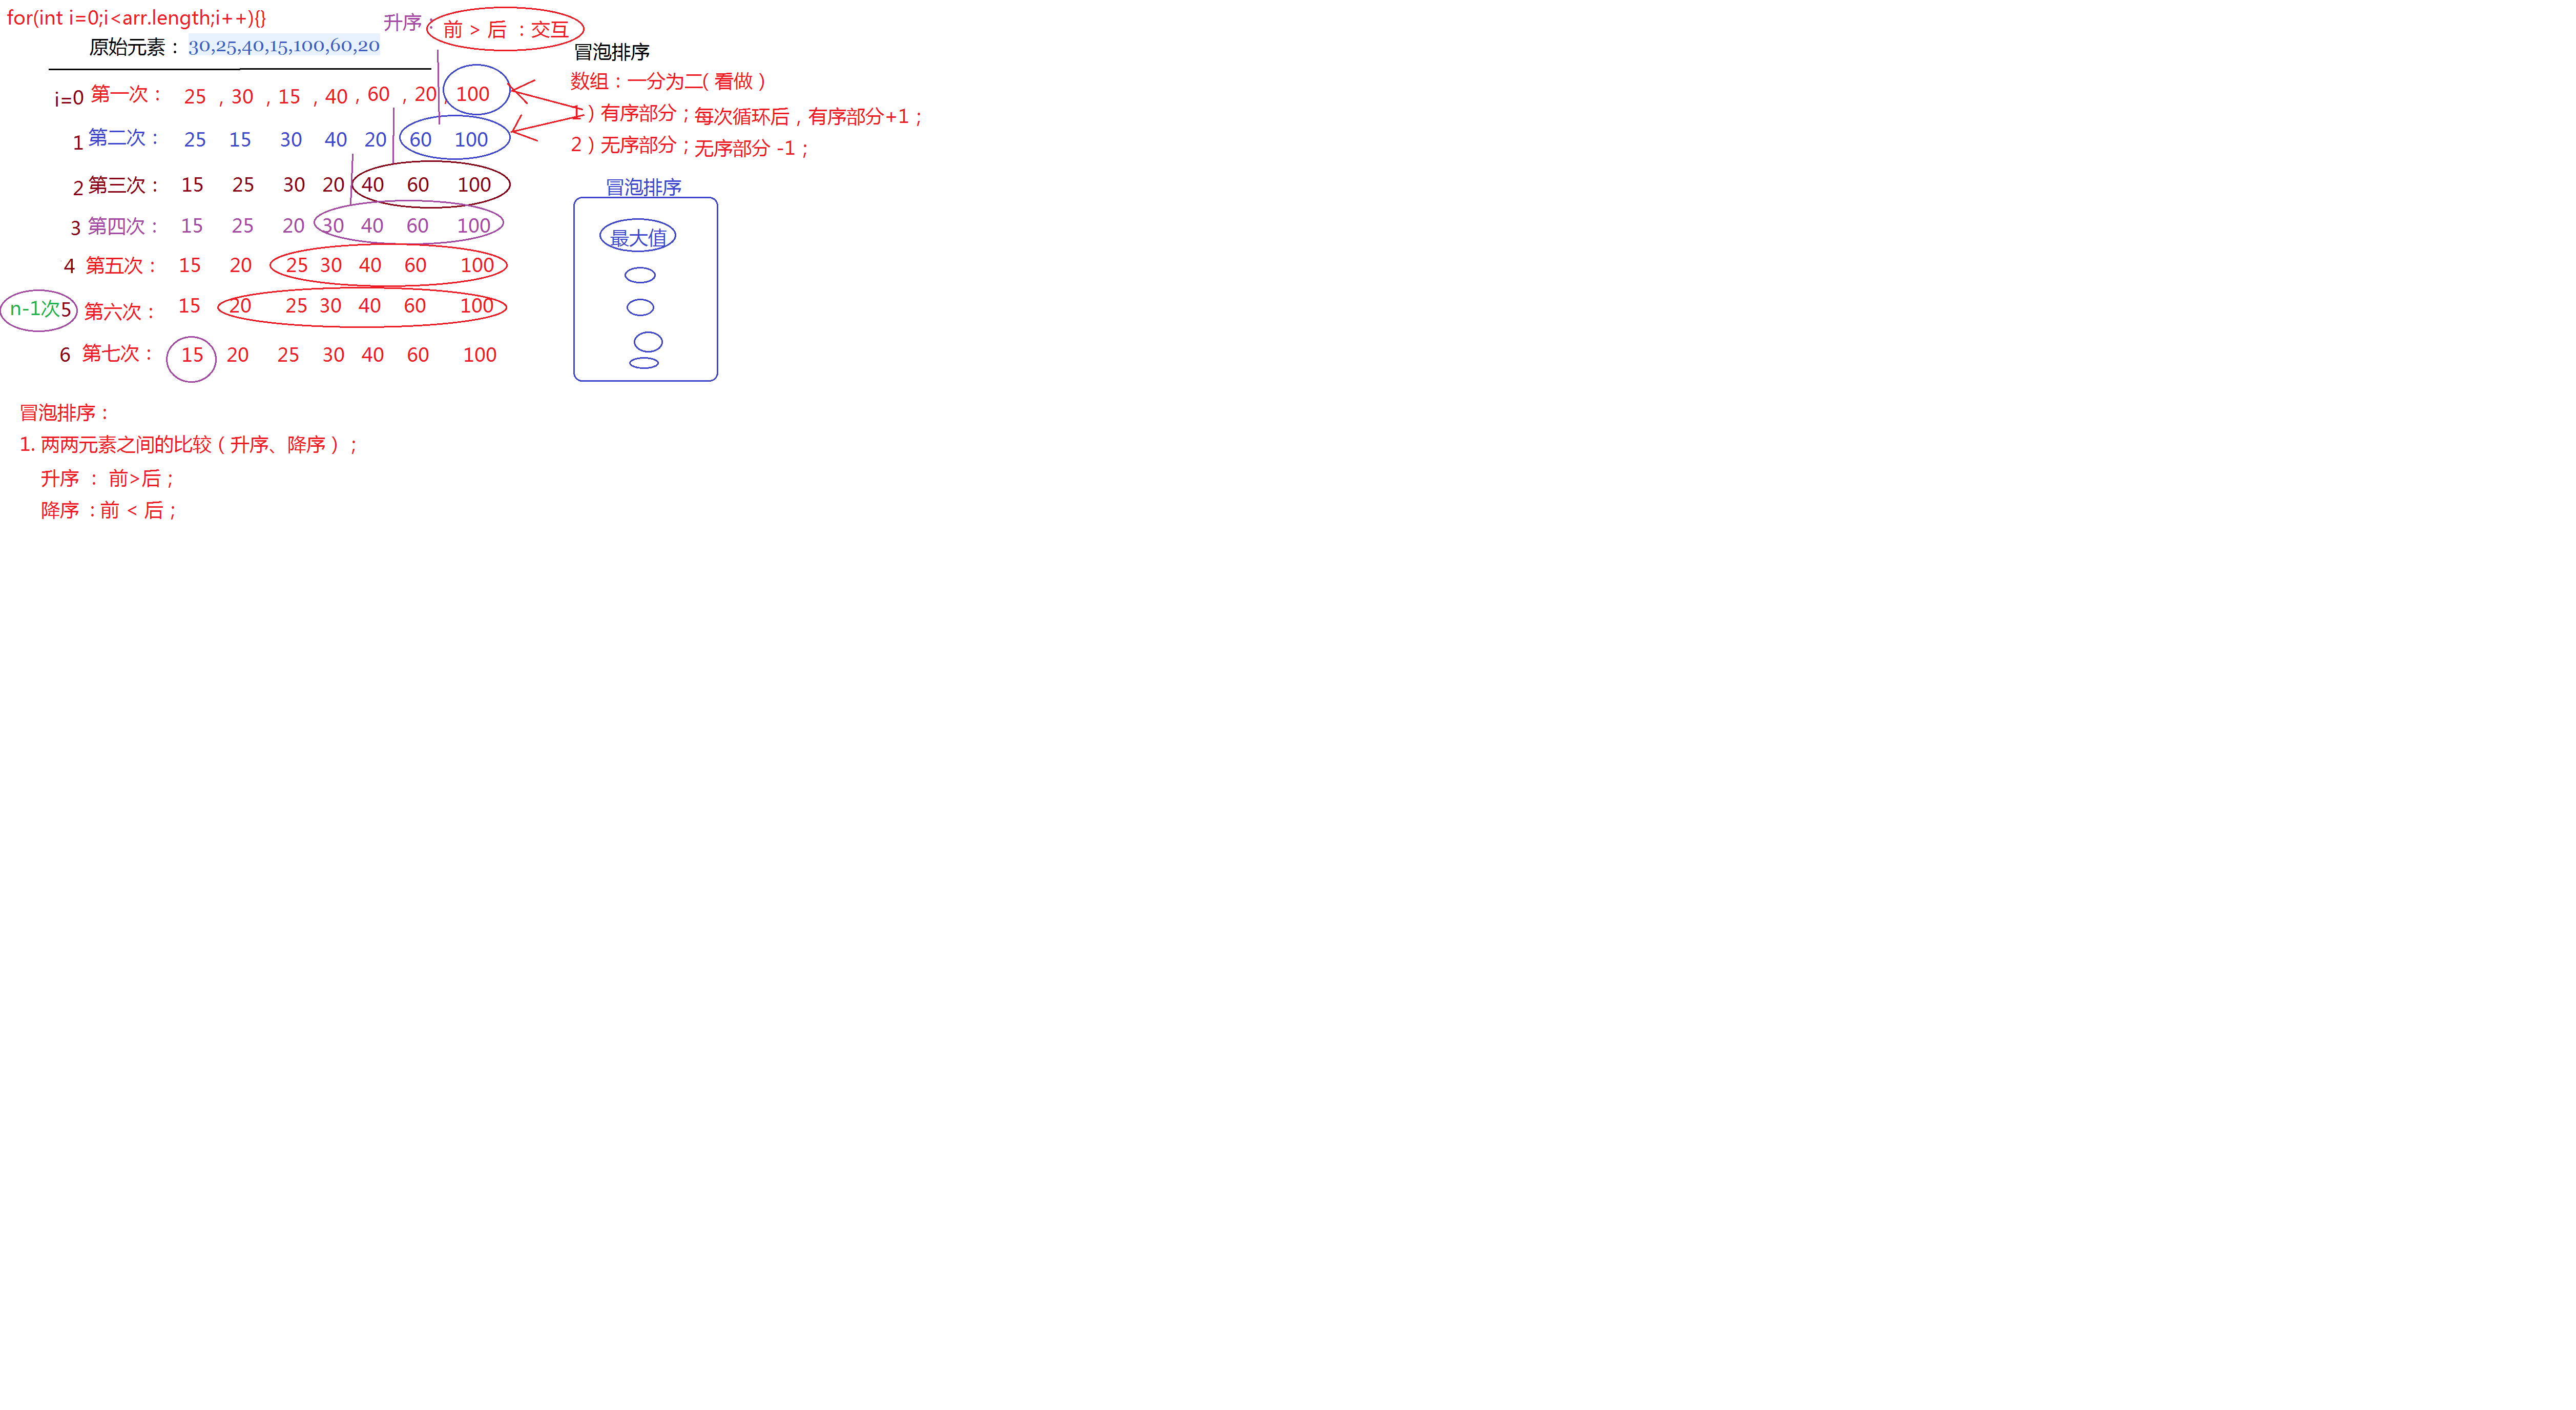 for(int i=0;i<arr.length;i++){}
升序：前 > 后 ：交互
原始元素： 30,25,40,15,100,60,20
i=0 第一次： 25 , 30 , 15 , 40 , 60 , 20 , 100
1 第二次： 25 15 30 40 20 60 100
2 第三次： 15 25 30 20 40 60 100
3 第四次： 15 25 20 30 40 60 100
4 第五次： 15 20 25 30 40 60 100
n-1次 5 第六次： 15 20 25 30 40 60 100
6 第七次： 15 20 25 30 40 60 100
冒泡排序
数组：一分为二（ 看做 ）
1 ）有序部分； 每次循环后，有序部分+1；
2 ）无序部分； 无序部分 -1；
冒泡排序
最大值
冒泡排序：
1. 两两元素之间的比较（ 升序、降序 ）；
升序 ： 前>后；
降序 ：前 < 后；